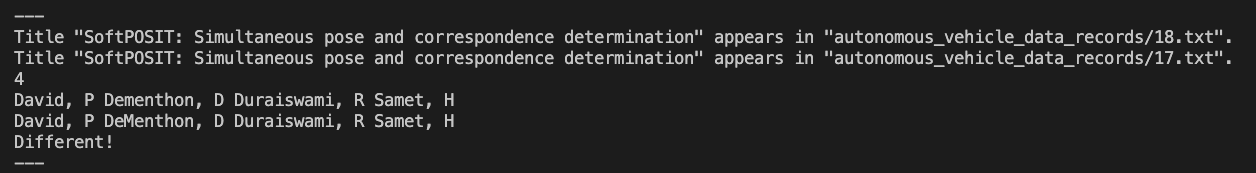 ---
Title "SoftPOSIT: Simultaneous pose and correspondence determination" appears in "autonomous_vehicle_data_records/18.txt".
Title "SoftPOSIT: Simultaneous pose and correspondence determination" appears in "autonomous_vehicle_data_records/17.txt".
4
David, P Dementhon, D Duraiswami, R Samet, H
David, P DeMenthon, D Duraiswami, R Samet, H
Different!
---